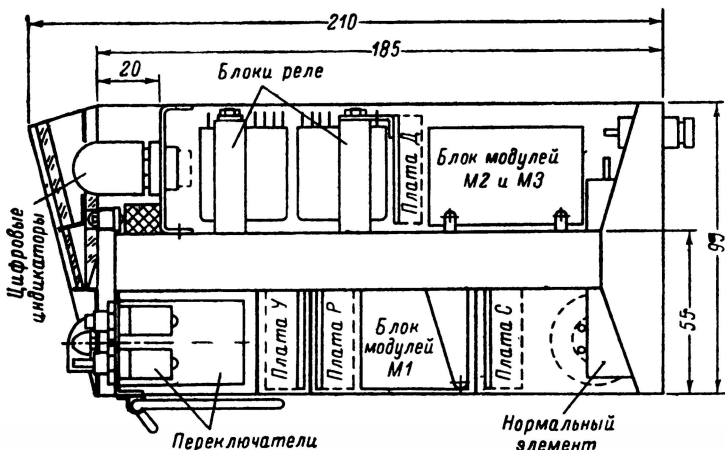 210
185
20
Блоки реле
Плата Д
Блок модулей
М2 и М3
Цифровые
индикаторы
99
55
Плата У
Плата Р
Блок
модулей
М1
Плата С
Переключатели
Нормальный
элемент